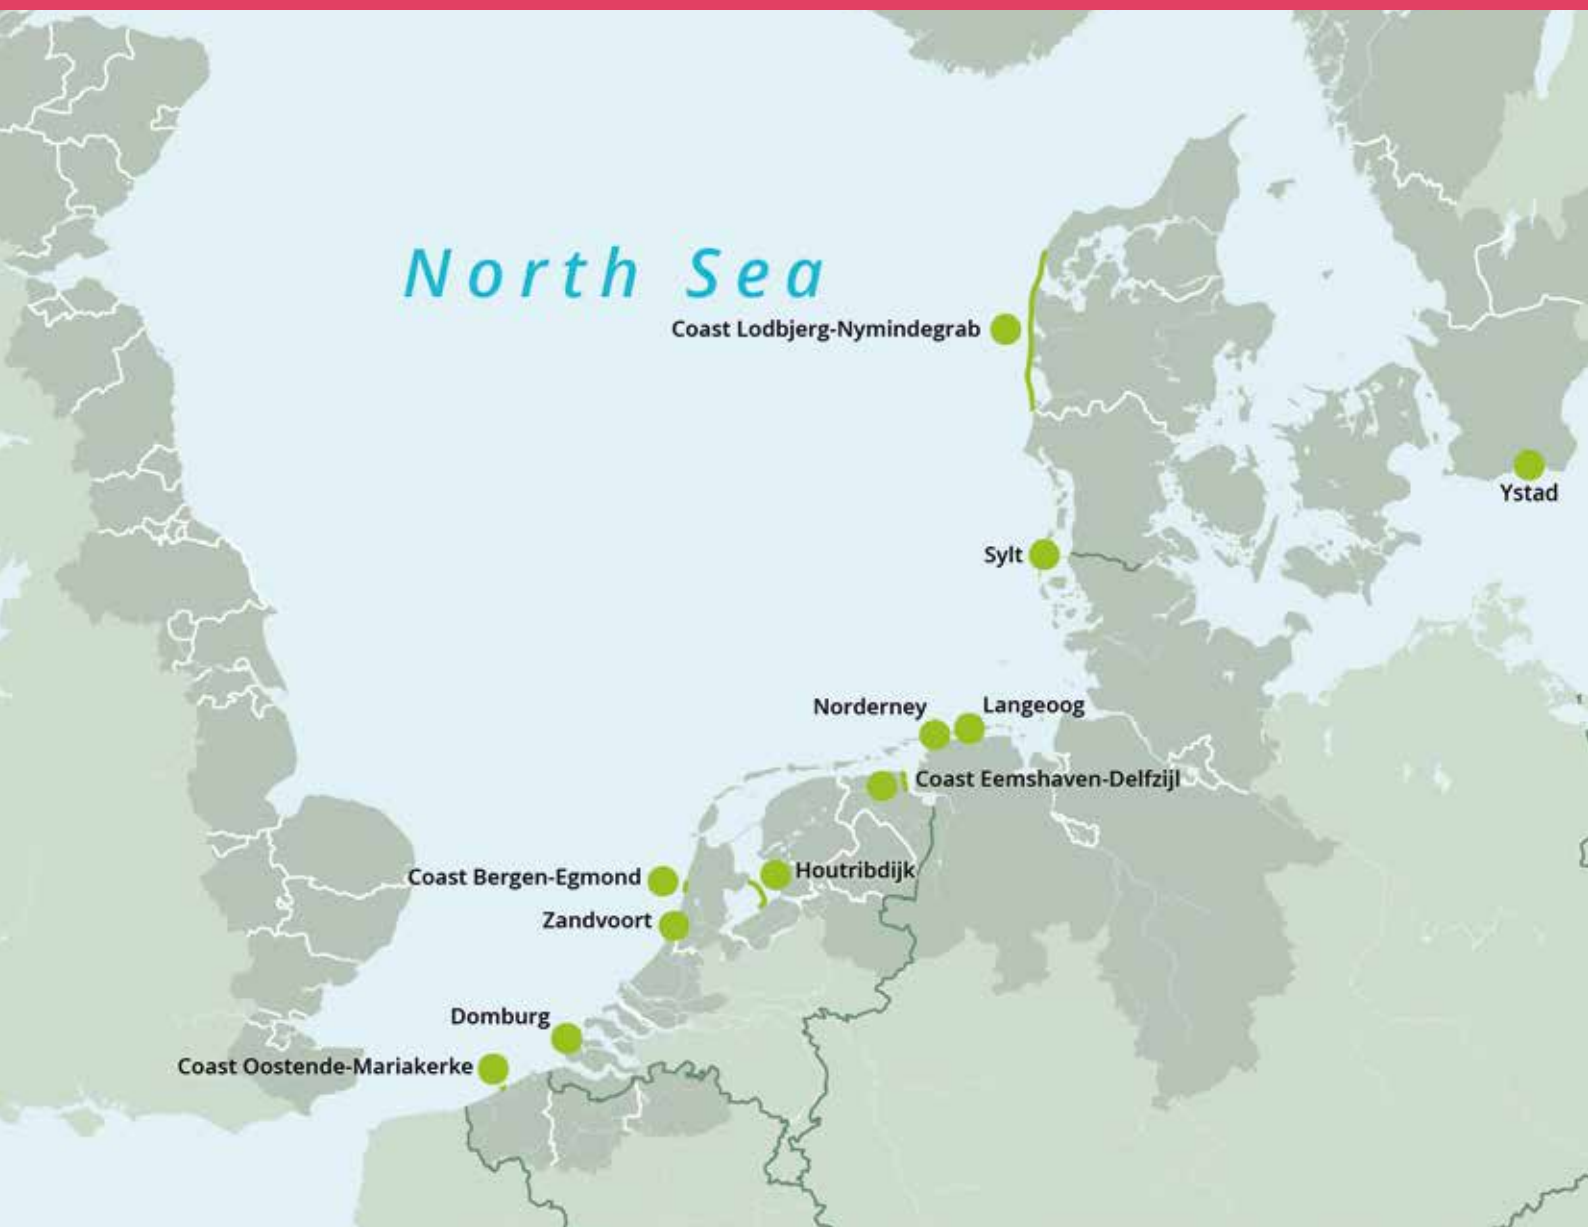 North Sea
Coast Lodbjerg-Nymindegrab
Ystad
Sylt
Norderney
Langeoog
Coast Eemshaven-Delfzijl
Coast Bergen-Egmond
Houtribdijk
Zandvoort
Domburg
Coast Oostende-Mariakerke